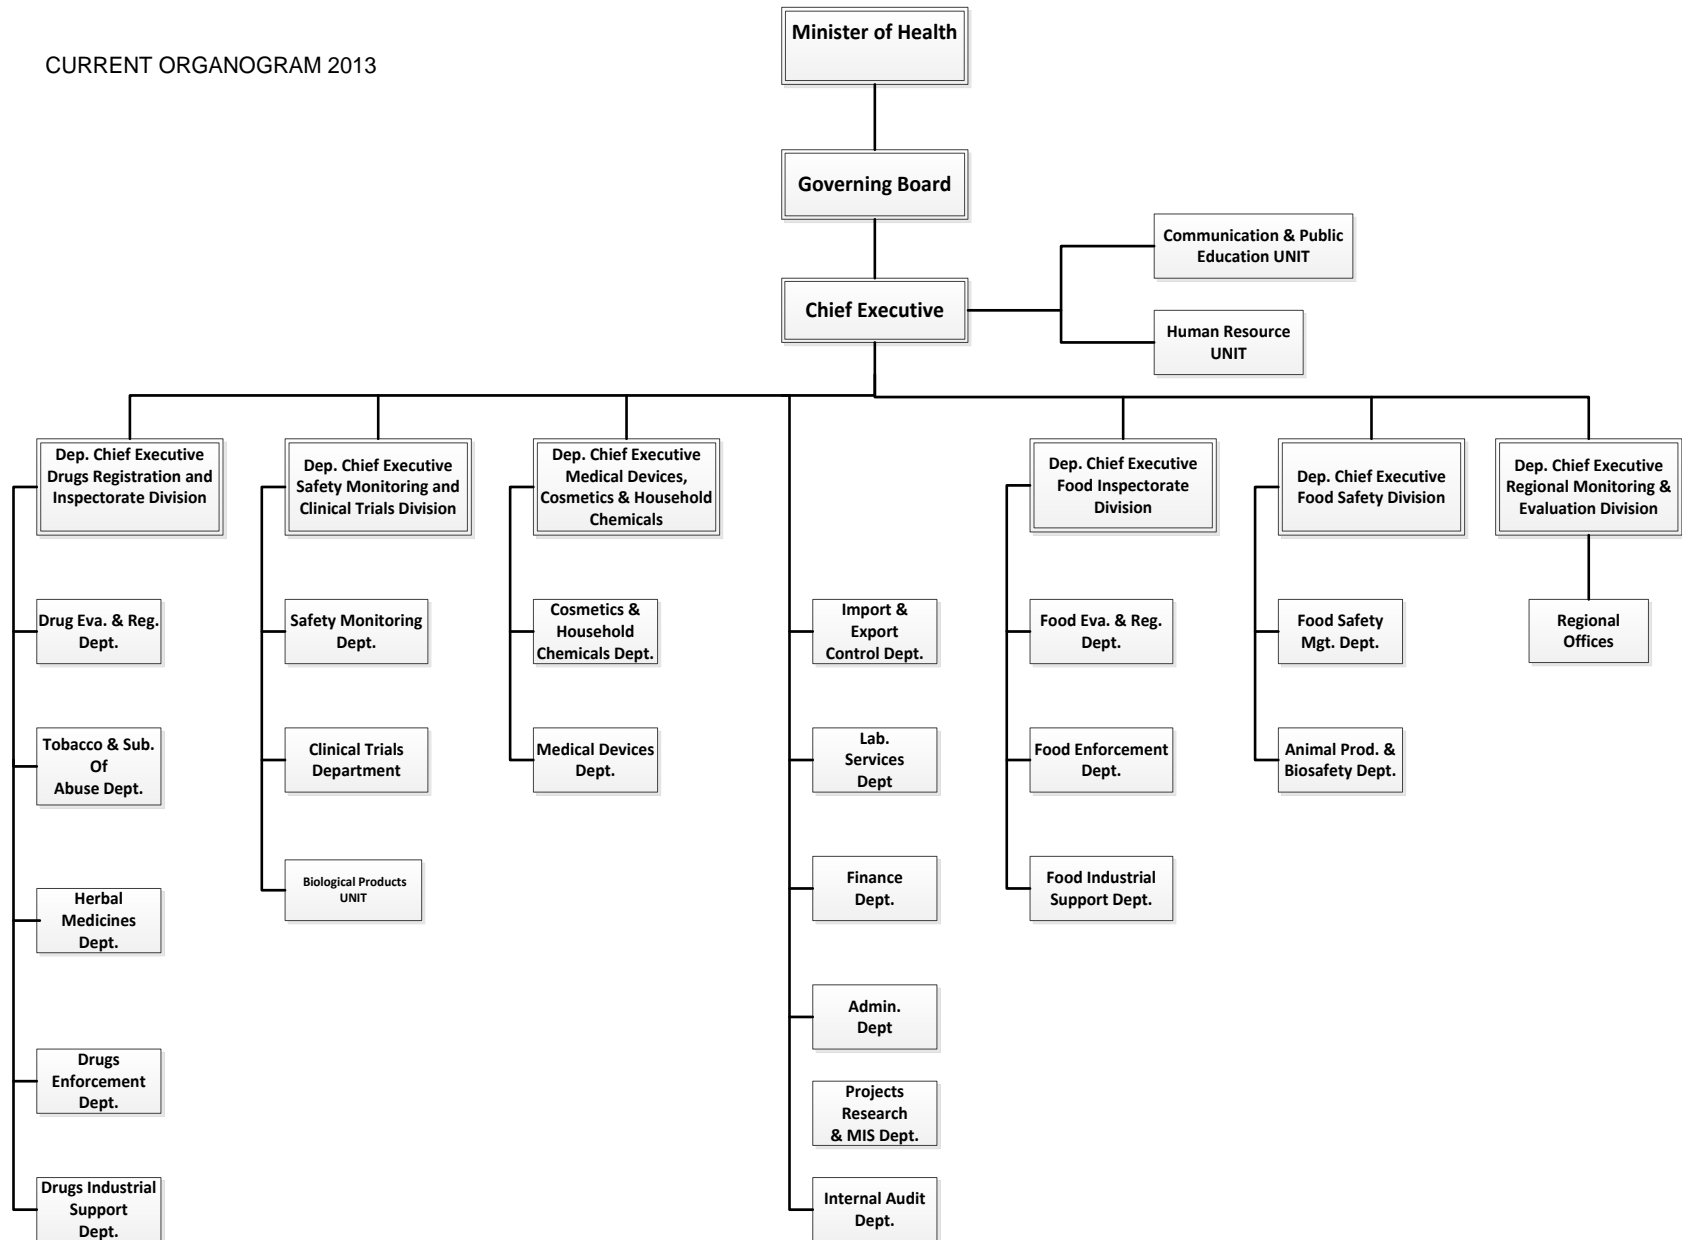 CURRENT ORGANOGRAM 2013
Minister of Health
Governing Board
Chief Executive
Communication & Public
Education UNIT
Human Resource
UNIT
Dep. Chief Executive
Drugs Registration and
Inspectorate Division
Dep. Chief Executive
Safety Monitoring and
Clinical Trials Division
Dep. Chief Executive
Medical Devices,
Cosmetics & Household
Chemicals
Dep. Chief Executive
Food Inspectorate
Division
Dep. Chief Executive
Food Safety Division
Dep. Chief Executive
Regional Monitoring &
Evaluation Division
Drug Eva. & Reg.
Dept.
Safety Monitoring
Dept.
Cosmetics &
Household
Chemicals Dept.
Import &
Export
Control Dept.
Food Eva. & Reg.
Dept.
Food Safety
Mgt. Dept.
Regional
Offices
Tobacco & Sub.
Of
Abuse Dept.
Clinical Trials
Department
Medical Devices
Dept.
Lab.
Services
Dept
Food Enforcement
Dept.
Animal Prod. &
Biosafety Dept.
Herbal
Medicines
Dept.
Biological Products
UNIT
Finance
Dept.
Food Industrial
Support Dept.
Admin.
Dept
Drugs
Enforcement
Dept.
Projects
Research
& MIS Dept.
Drugs Industrial
Support
Dept.
Internal Audit
Dept.